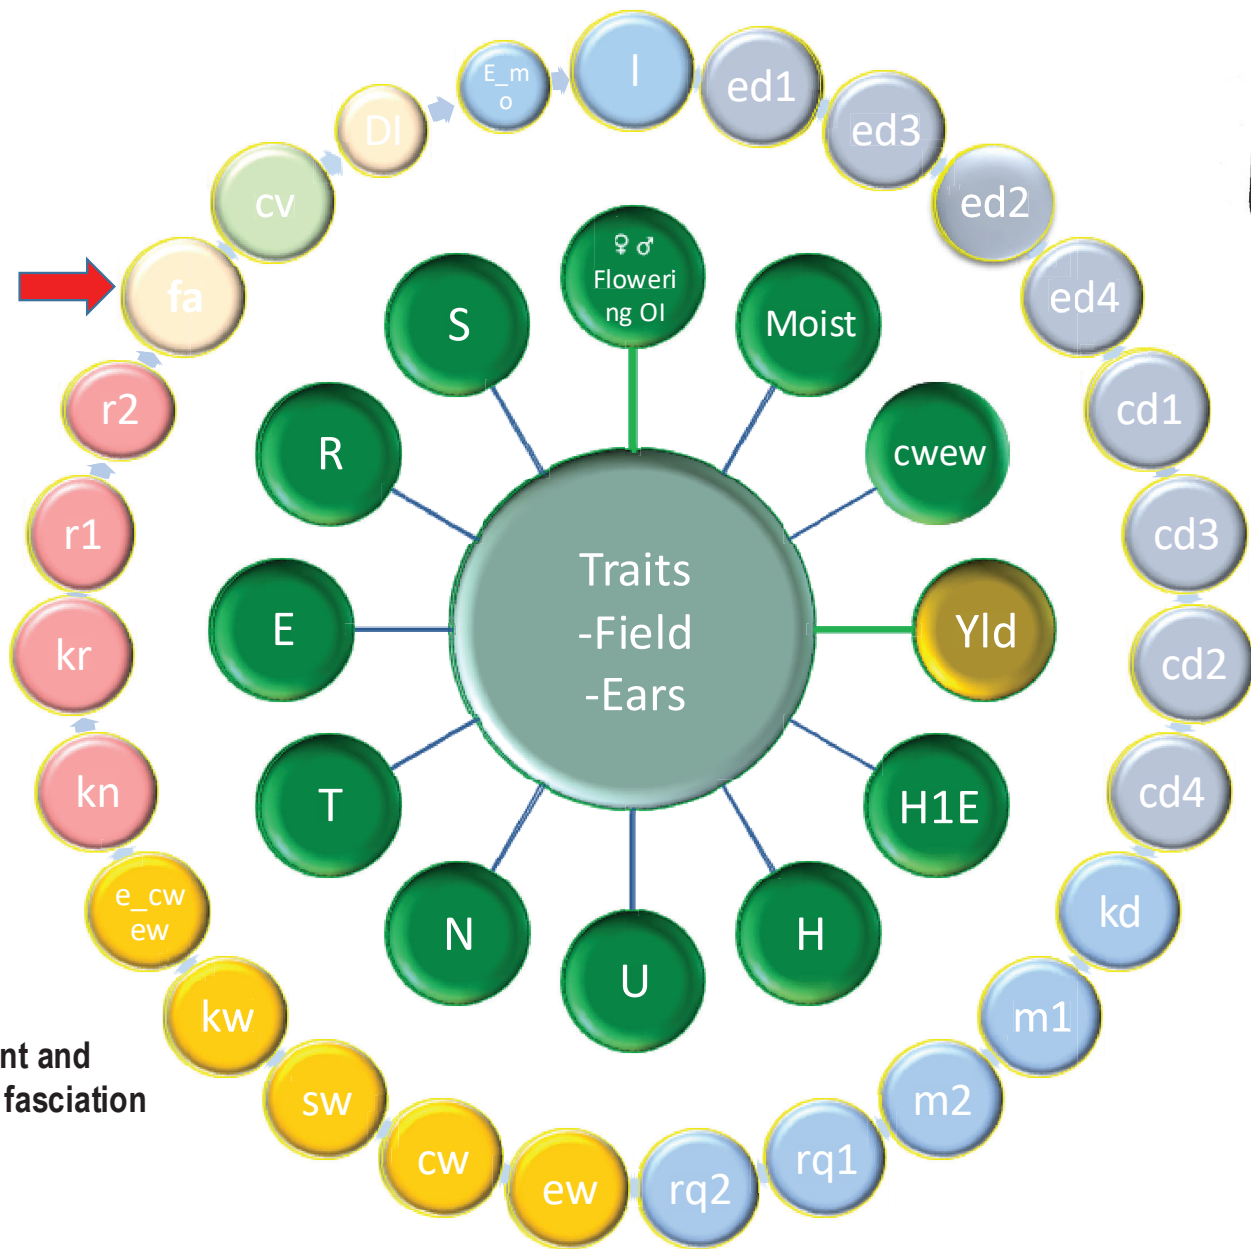 E_m
o
l
ed1
ed3
ed2
ed4
cd1
cd3
cd2
cd4
kd
m1
m2
rq1
rq2
ew
cw
sw
kw
e_cw
ew
kn
kr
r1
r2
fa
cv
DI
♀♂
Floweri
ng OI
Moist
cwew
Yld
H1E
H
U
N
T
E
R
S
Traits
-Field
-Ears
nt and
fasciation